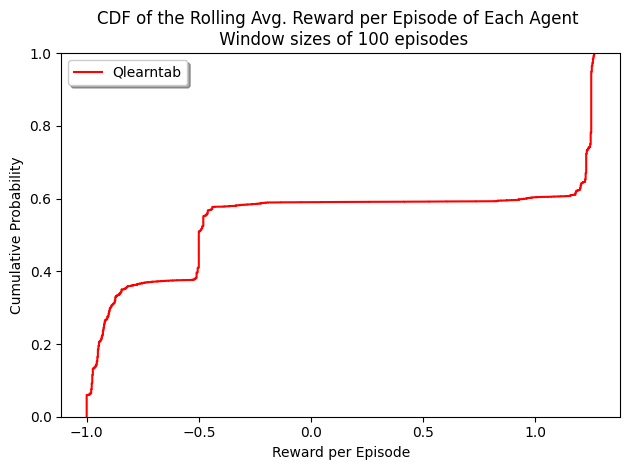 CDF of the Rolling Avg. Reward per Episode of Each Agent
Window sizes of 100 episodes
Qlearntab
1.0
0.8
0.6
0.4
0.2
0.0
Cumulative Probability
−1.0
−0.5
0.0
0.5
1.0
Reward per Episode